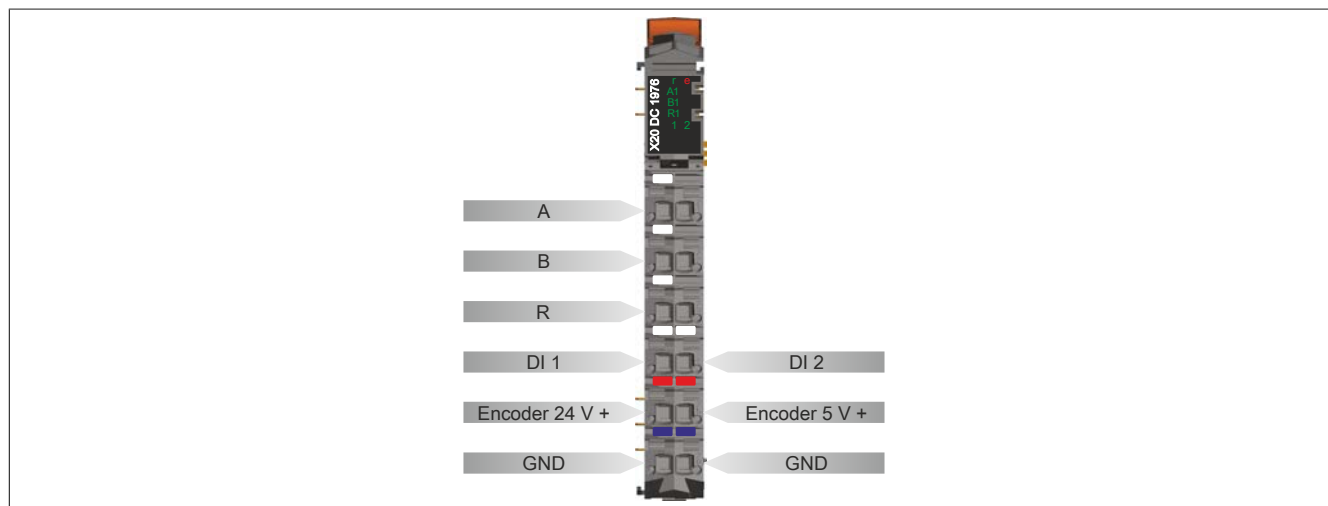 X20 DC 1976
r e
A1
B1
R1
1 2
A
B
R
DI 1 DI 2
Encoder 24 V + Encoder 5 V +
GND GND